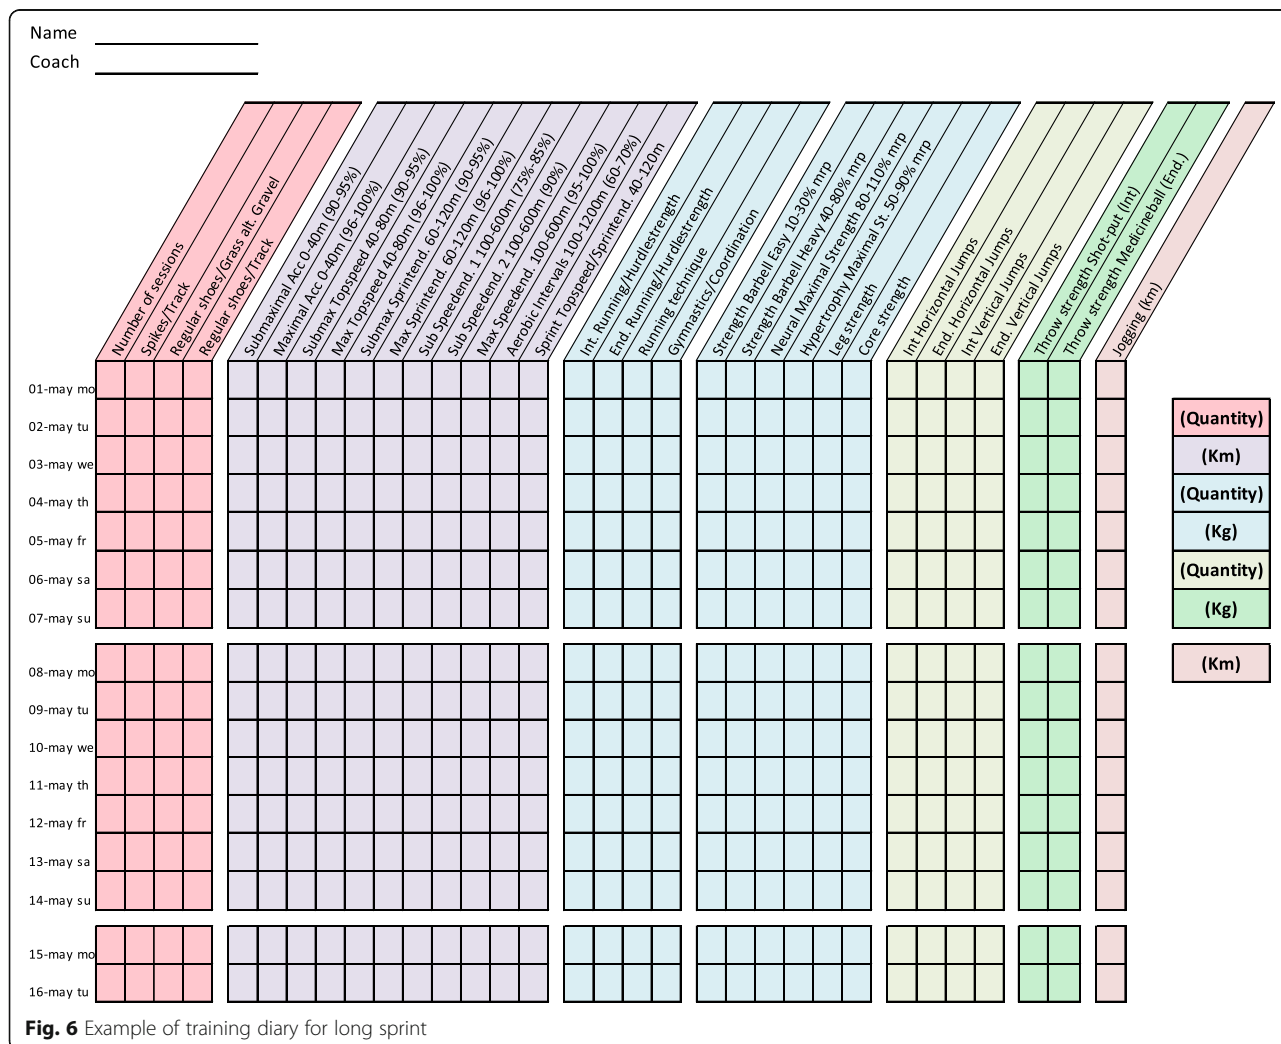 Name
Coach
Number of sessions
Spikes/Track
Regular shoes/Grass alt. Gravel
Regular shoes/Track
Submaximal Acc 0-40m (90-95%)
Maximal Acc 0-40m (96-100%)
Submax Topspeed 40-80m (90-95%)
Max Topspeed 40-80m (96-100%)
Submax Sprintend. 60-120m (90-95%)
Max Sprintend. 60-120m (96-100%)
Sub Speedend. 1 100-600m (75%-85%)
Sub Speedend. 2 100-600m (90%)
Max Speedend. 100-600m (95-100%)
Aerobic Intervals 100-1200m (60-70%)
Sprint Topspeed/Sprintend. 40-120m
Int. Running/Hurdlestrength
End. Running/Hurdlestrength
Running technique
Gymnastics/Coordination
Strength Barbell Easy 10-30% mrp
Strength Barbell Heavy 40-80% mrp
Neural Maximal Strength 80-110% mrp
Hypertrophy Maximal St. 50-90% mrp
Leg strength
Core strength
Int Horizontal Jumps
End. Horizontal Jumps
Int Vertical Jumps
End. Vertical Jumps
Throw strength Shot-put (Int)
Throw strength Medicineball (End.)
Jogging (km)
01-may mo
02-may tu
03-may we
04-may th
05-may fr
06-may sa
07-may su
08-may mo
09-may tu
10-may we
11-may th
12-may fr
13-may sa
14-may su
15-may mo
16-may tu
(Quantity)
(Km)
(Quantity)
(Kg)
(Quantity)
(Kg)
(Km)
Fig. 6 Example of training diary for long sprint